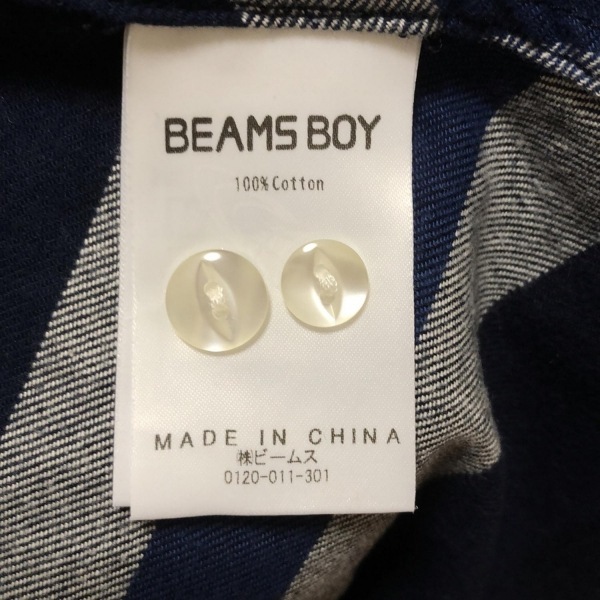 BEAMS BOY
100% Cotton
MADE IN CHINA
㈱ビームス
0120-011-301